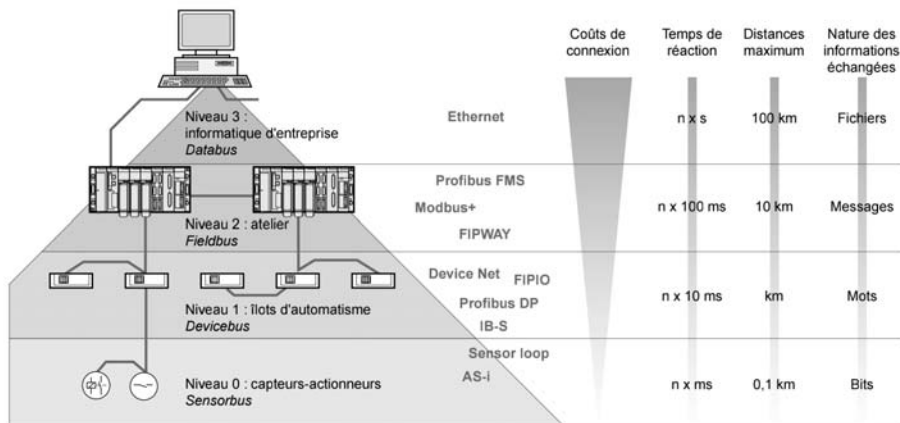 Coûts de
connexion
Temps de
réaction
Distances
maximum
Nature des
informations
échangées
Niveau 3 :
informatique d'entreprise
Databus
Ethernet
n x s
100 km
Fichiers
Niveau 2 : atelier
Fieldbus
Profibus FMS
Modbus+
FIPWAY
n x 100 ms
10 km
Messages
Niveau 1 : îlots d'automatisme
Devicebus
Device Net
FIPIO
Profibus DP
IB-S
n x 10 ms
km
Mots
Niveau 0 : capteurs-actionneurs
Sensorbus
Sensor loop
AS-i
n x ms
0,1 km
Bits